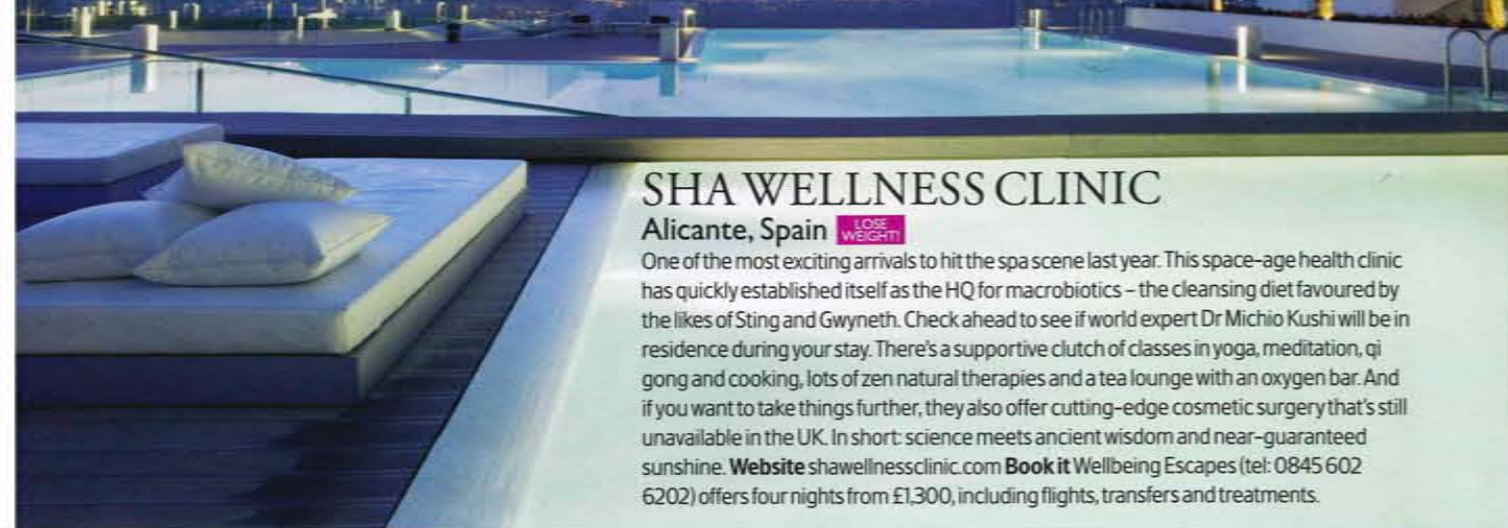 SHA WELLNESS CLINIC
Alicante, Spain LOSE WEIGHT!
One of the most exciting arrivals to hit the spa scene last year. This space-age health clinic
has quickly established itself as the HQ for macrobiotics – the cleansing diet favoured by
the likes of Sting and Gwyneth. Check ahead to see if world expert Dr Michio Kushi will be in
residence during your stay. There's a supportive clutch of classes in yoga, meditation, qi
gong and cooking, lots of zen natural therapies and a tea lounge with an oxygen bar. And
if you want to take things further, they also offer cutting-edge cosmetic surgery that's still
unavailable in the UK. In short: science meets ancient wisdom and near-guaranteed
sunshine. Website shawellnessclinic.com Book it Wellbeing Escapes (tel: 0845 602
6202) offers four nights from £1,300, including flights, transfers and treatments.